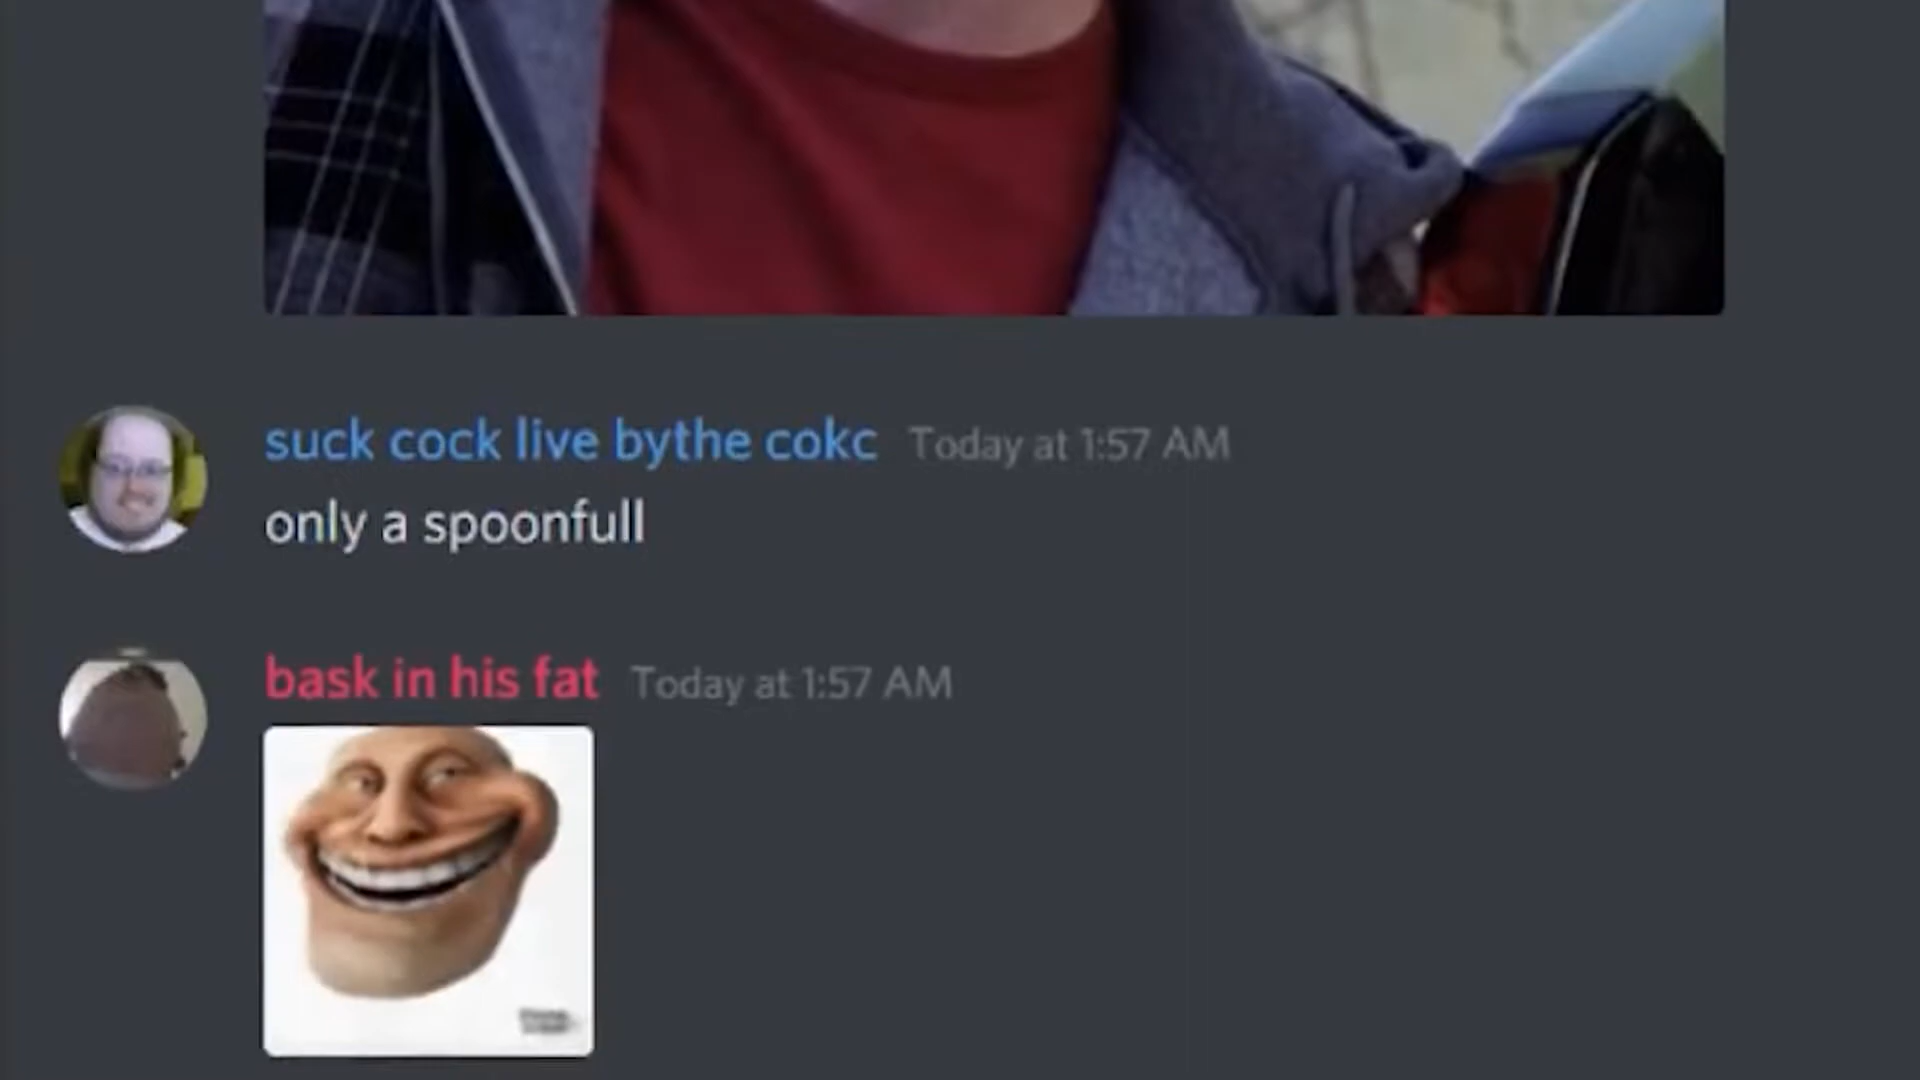 suck cock live bythe cokc Today at 1:57 AM
only a spoonfull
bask in his fat Today at 1:57 AM